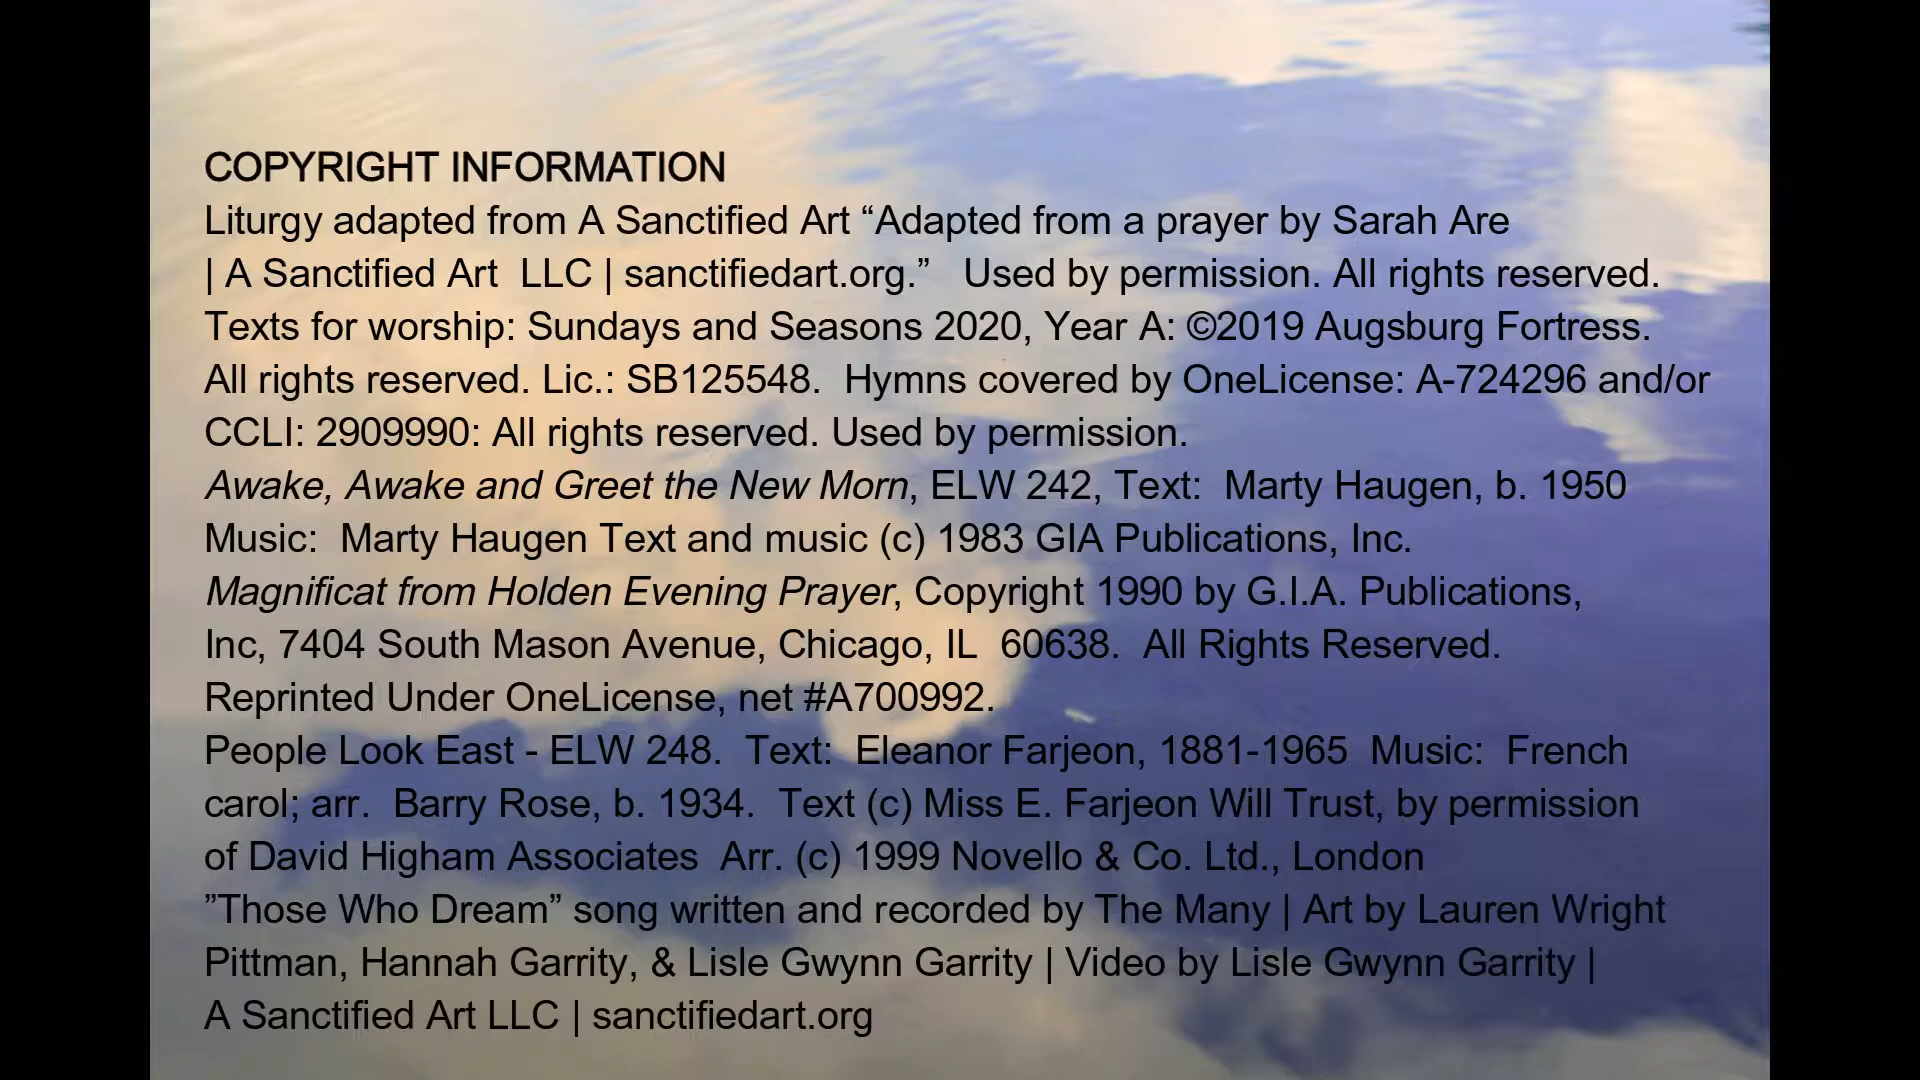 COPYRIGHT INFORMATION
Liturgy adapted from A Sanctified Art “Adapted from a prayer by Sarah Are
| A Sanctified Art  LLC | sanctifiedart.org.”   Used by permission. All rights reserved.
Texts for worship: Sundays and Seasons 2020, Year A: ©2019 Augsburg Fortress.
All rights reserved. Lic.: SB125548.  Hymns covered by OneLicense: A-724296 and/or
CCLI: 2909990: All rights reserved. Used by permission.
Awake, Awake and Greet the New Morn, ELW 242, Text:  Marty Haugen, b. 1950
Music:  Marty Haugen Text and music (c) 1983 GIA Publications, Inc.
Magnificat from Holden Evening Prayer, Copyright 1990 by G.I.A. Publications,
Inc, 7404 South Mason Avenue, Chicago, IL  60638.  All Rights Reserved.
Reprinted Under OneLicense, net #A700992.
People Look East - ELW 248.  Text:  Eleanor Farjeon, 1881-1965  Music:  French
carol; arr.  Barry Rose, b. 1934.  Text (c) Miss E. Farjeon Will Trust, by permission
of David Higham Associates  Arr. (c) 1999 Novello & Co. Ltd., London
”Those Who Dream” song written and recorded by The Many | Art by Lauren Wright
Pittman, Hannah Garrity, & Lisle Gwynn Garrity | Video by Lisle Gwynn Garrity |
A Sanctified Art LLC | sanctifiedart.org